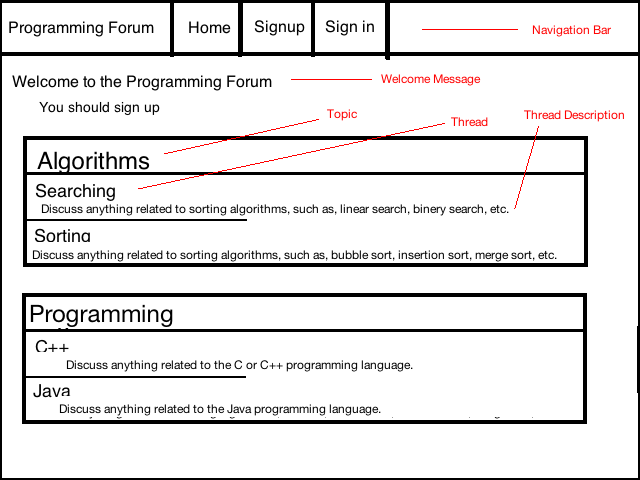 Programming Forum Home Signup Sign in Navigation Bar
Welcome to the Programming Forum Welcome Message
You should sign up
Topic
Thread
Thread Description
Algorithms
Searching
Discuss anything related to sorting algorithms, such as, linear search, binery search, etc.
Sorting
Discuss anything related to sorting algorithms, such as, bubble sort, insertion sort, merge sort, etc.
Programming
C++
Discuss anything related to the C or C++ programming language.
Java
Discuss anything related to the Java programming language.